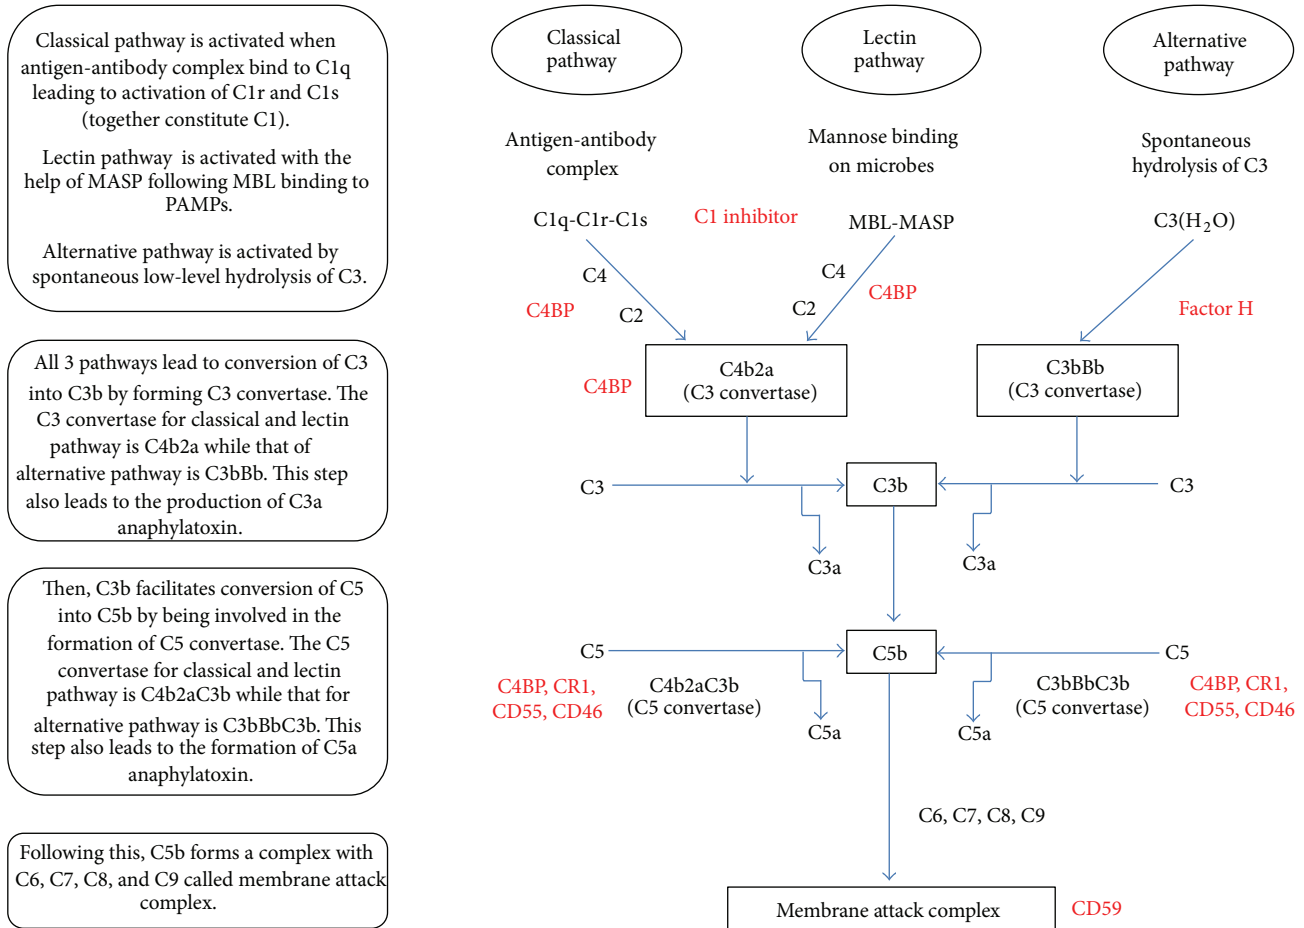 Classical pathway is activated when
antigen-antibody complex bind to C1q
leading to activation of C1r and C1s
(together constitute C1).
Lectin pathway is activated with the
help of MASP following MBL binding to
PAMPs.
Alternative pathway is activated by
spontaneous low-level hydrolysis of C3.
All 3 pathways lead to conversion of C3
into C3b by forming C3 convertase. The
C3 convertase for classical and lectin
pathway is C4b2a while that of
alternative pathway is C3bBb. This step
also leads to the production of C3a
anaphylatoxin.
Then, C3b facilitates conversion of C5
into C5b by being involved in the
formation of C5 convertase. The C5
convertase for classical and lectin
pathway is C4b2aC3b while that for
alternative pathway is C3bBbC3b. This
step also leads to the formation of C5a
anaphylatoxin.
Following this, C5b forms a complex with
C6, C7, C8, and C9 called membrane attack
complex.
Classical
pathway
Lectin
pathway
Alternative
pathway
Antigen-antibody
complex
Mannose binding
on microbes
Spontaneous
hydrolysis of C3
C1q-C1r-C1s
C1 inhibitor
MBL-MASP
C3(H₂O)
C4
C4
C4BP
C2
C2
C4BP
Factor H
C4BP
C4b2a
(C3 convertase)
C3bBb
(C3 convertase)
C3
C3b
C3
C3a
C3a
C5
C5b
C5
C4BP, CR1,
CD55, CD46
C4b2aC3b
(C5 convertase)
C3bBbC3b
(C5 convertase)
C4BP, CR1,
CD55, CD46
C5a
C5a
C6, C7, C8, C9
Membrane attack complex
CD59